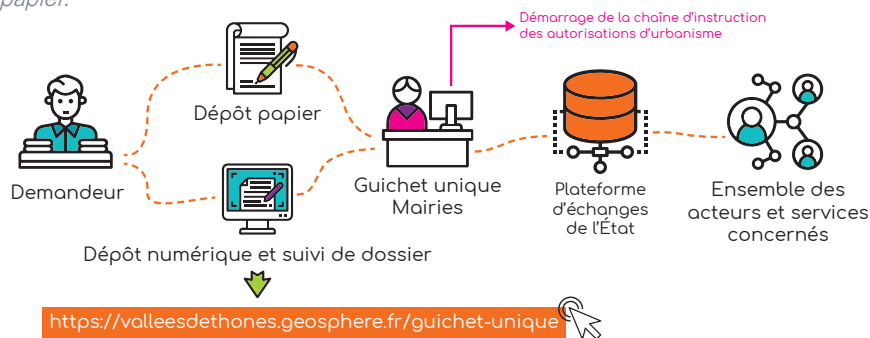 papier.
Démarrage de la chaîne d'instruction
des autorisations d'urbanisme
Dépôt papier
Demandeur
Guichet unique
Mairies
Plateforme
d'échanges
de l'État
Ensemble des
acteurs et services
concernés
Dépôt numérique et suivi de dossier
https://valleesdethones.geosphere.fr/guichet-unique